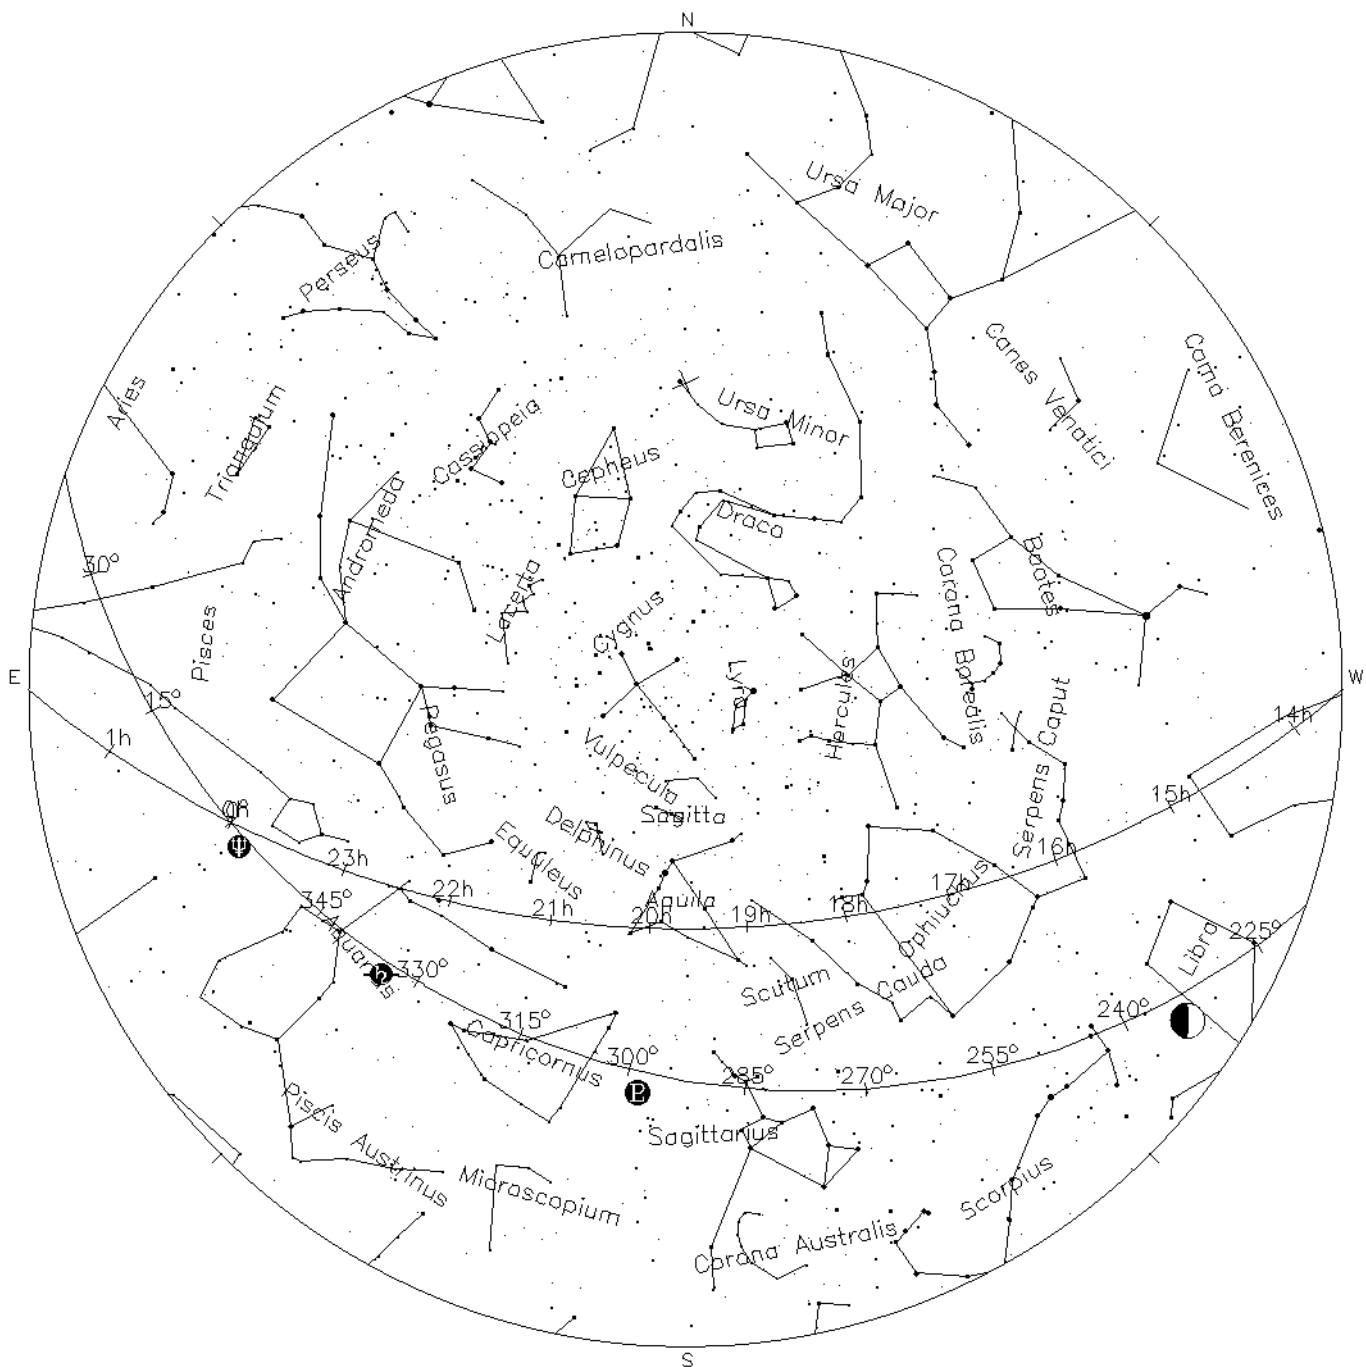 N
Ursa Major
Camelopardalis
Perseus
Canes Venatici
Coma Berenices
Aries
Triangulum
Ursa Minor
Cassiopeia
Cepheus
Draco
Andromeda
Bootes
Corona Borealis
30°
Lacerta
Cygnus
Pisces
E
W
Lyra
Hercules
Serpens Caput
15°
14h
1h
Pegasus
Vulpecula
15h
0°
0h
Sagitta
Delphinus
Equuleus
16h
23h
17h
22h
345°
21h
20h
Aquila
19h
18h
Ophiuchus
Libra
225°
Aquarius
330°
Scutum
Serpens Cauda
240°
315°
Capricornus
300°
255°
285°
270°
P
Piscis Austrinus
Sagittarius
Microscopium
Scorpius
Corona Australis
S